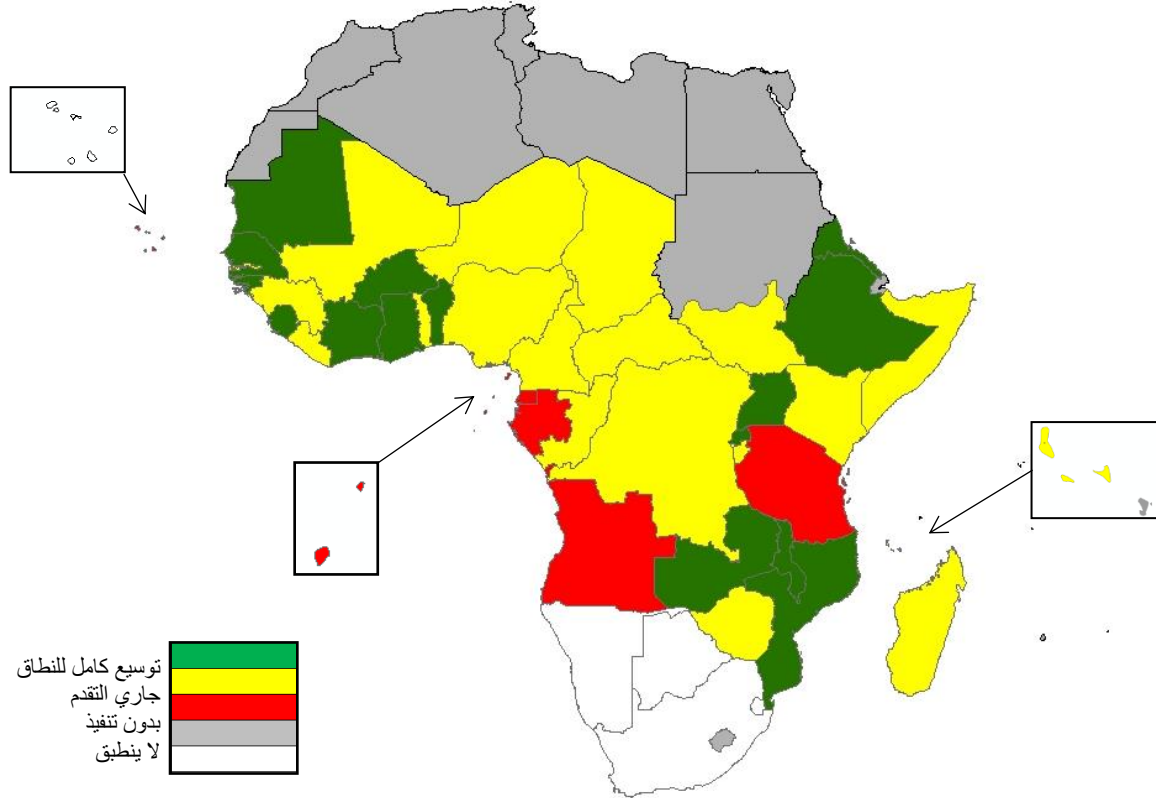 توسيع كامل للنطاق
جاري التقدم
بدون تنفيذ
لا ينطبق